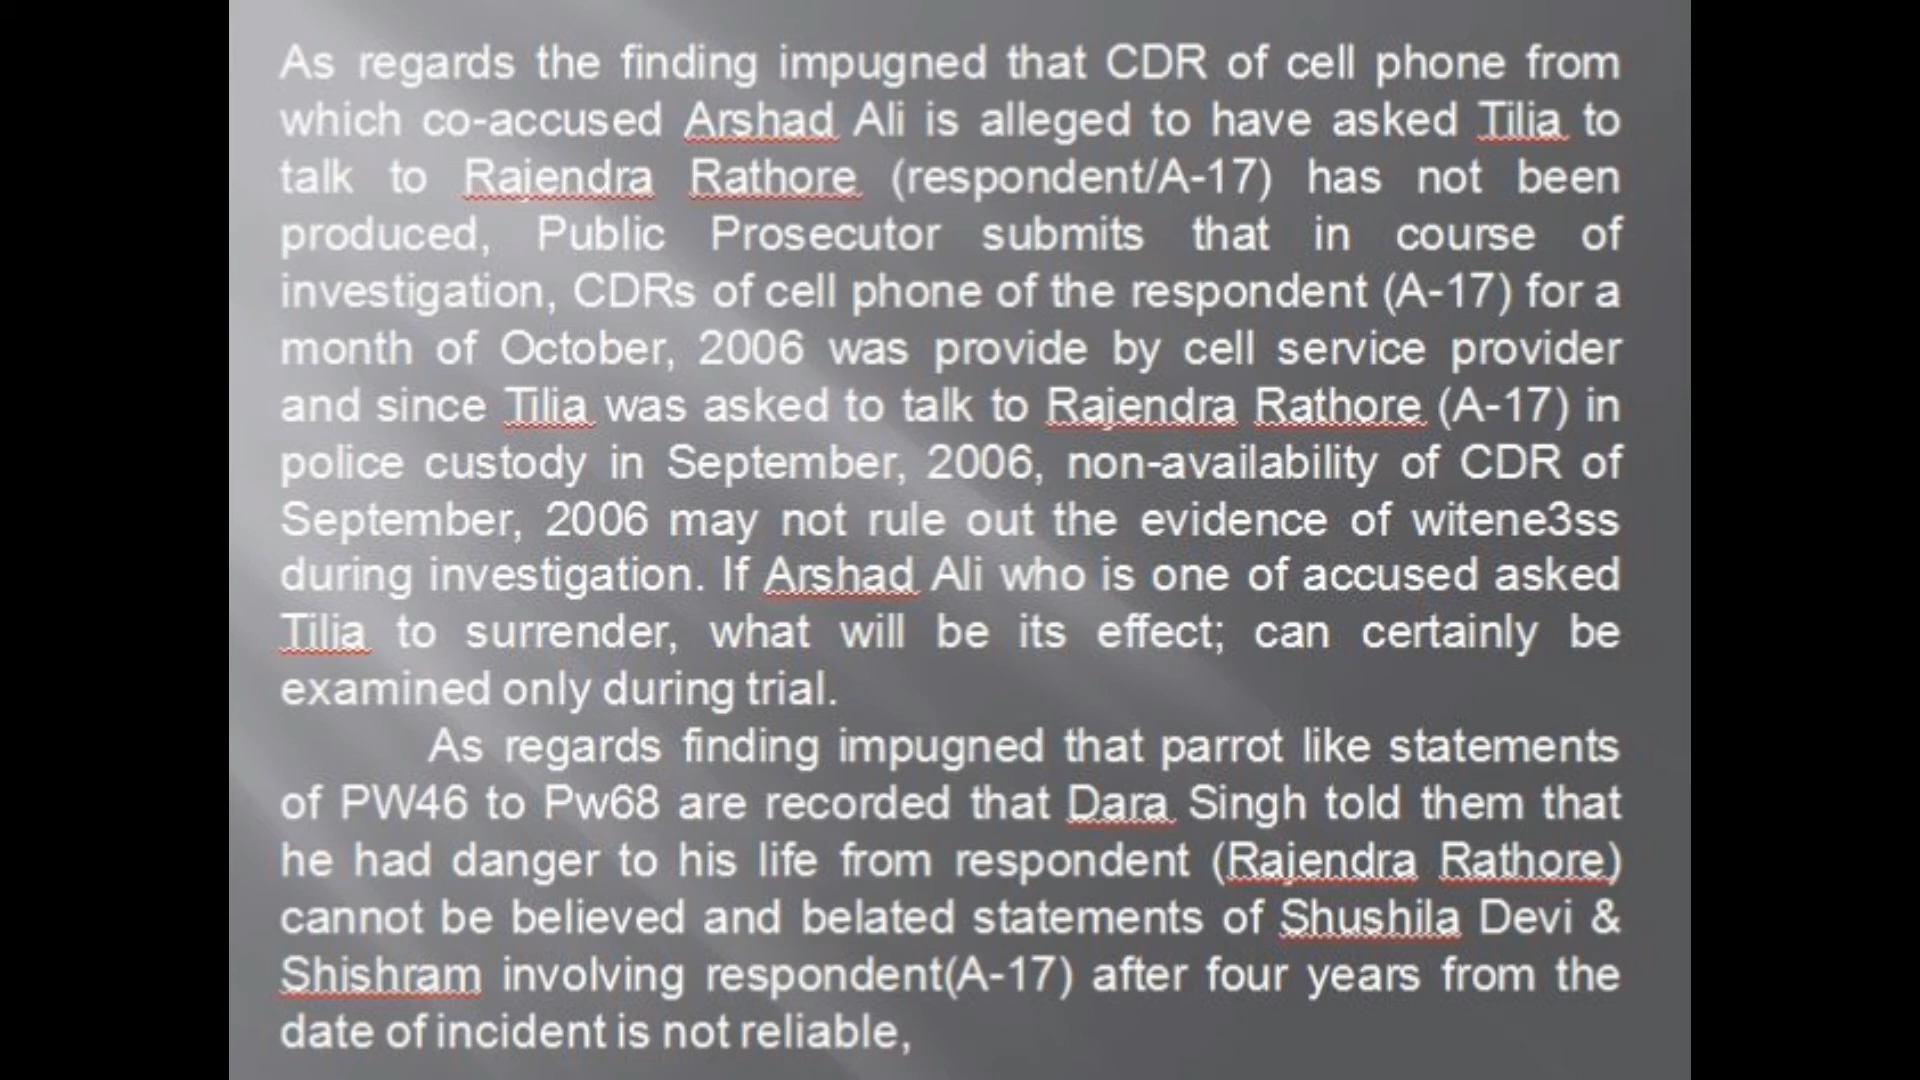 As regards the finding impugned that CDR of cell phone from
which co-accused Arshad Ali is alleged to have asked Tilia to
talk to Rajendra Rathore (respondent/A-17) has not been
produced, Public Prosecutor submits that in course of
investigation, CDRs of cell phone of the respondent (A-17) for a
month of October, 2006 was provide by cell service provider
and since Tilia was asked to talk to Rajendra Rathore (A-17) in
police custody in September, 2006, non-availability of CDR of
September, 2006 may not rule out the evidence of witene3ss
during investigation. If Arshad Ali who is one of accused asked
Tilia to surrender, what will be its effect; can certainly be
examined only during trial.
As regards finding impugned that parrot like statements
of PW46 to Pw68 are recorded that Dara Singh told them that
he had danger to his life from respondent (Rajendra Rathore)
cannot be believed and belated statements of Shushila Devi &
Shishram involving respondent(A-17) after four years from the
date of incident is not reliable,